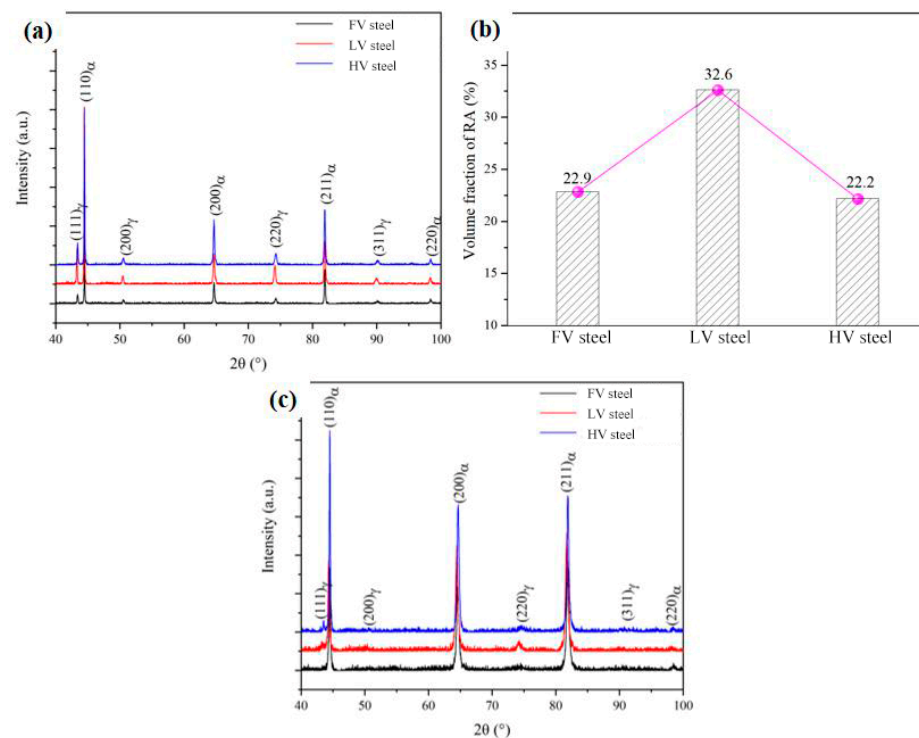 (a)
FV steel
LV steel
HV steel
Intensity (a.u.)
(111)γ
(110)α
(200)γ
(200)α
(220)γ
(211)α
(311)γ
(220)α
40 50 60 70 80 90 100
2θ (°)
(b)
Volume fraction of RA (%)
35
30
25
20
15
10
22.9
32.6
22.2
FV steel LV steel HV steel
(c)
FV steel
LV steel
HV steel
Intensity (a.u.)
(111)γ
(110)α
(200)γ
(200)α
(220)γ
(211)α
(311)γ
(220)α
40 50 60 70 80 90 100
2θ (°)